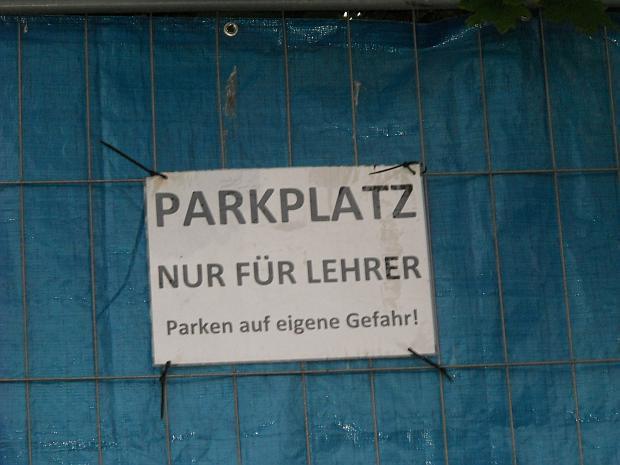 PARKPLATZ
NUR FÜR LEHRER
Parken auf eigene Gefahr!